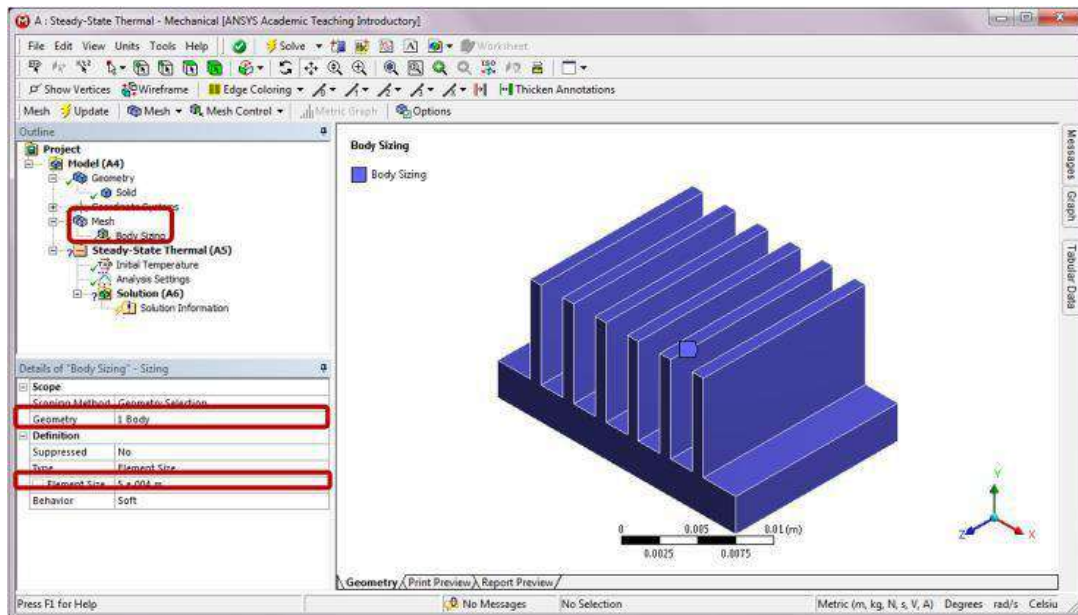 A : Steady-State Thermal - Mechanical [ANSYS Academic Teaching Introductory]
File Edit View Units Tools Help Solve Worksheet
Show Vertices Wireframe Edge Coloring Thicken Annotations
Mesh Update Mesh Mesh Control Metric Graph Options
Outline
Project
Model (A4)
Geometry
Solid
Coordinate Systems
Mesh
Body Sizing
Steady-State Thermal (A5)
Initial Temperature
Analysis Settings
Solution (A6)
Solution Information
Details of "Body Sizing" - Sizing
Scope
Scoping Method Geometry Selection
Geometry 1 Body
Definition
Suppressed No
Type Element Size
Element Size 5.e-004 m
Behavior Soft
Body Sizing
Body Sizing
0 0.005 0.01 (m)
0.0025 0.0075
Y
Z X
Geometry Print Preview Report Preview
Messages
Graph
Tabular Data
Press F1 for Help No Messages No Selection Metric (m, kg, N, s, V, A) Degrees rad/s Celsiu